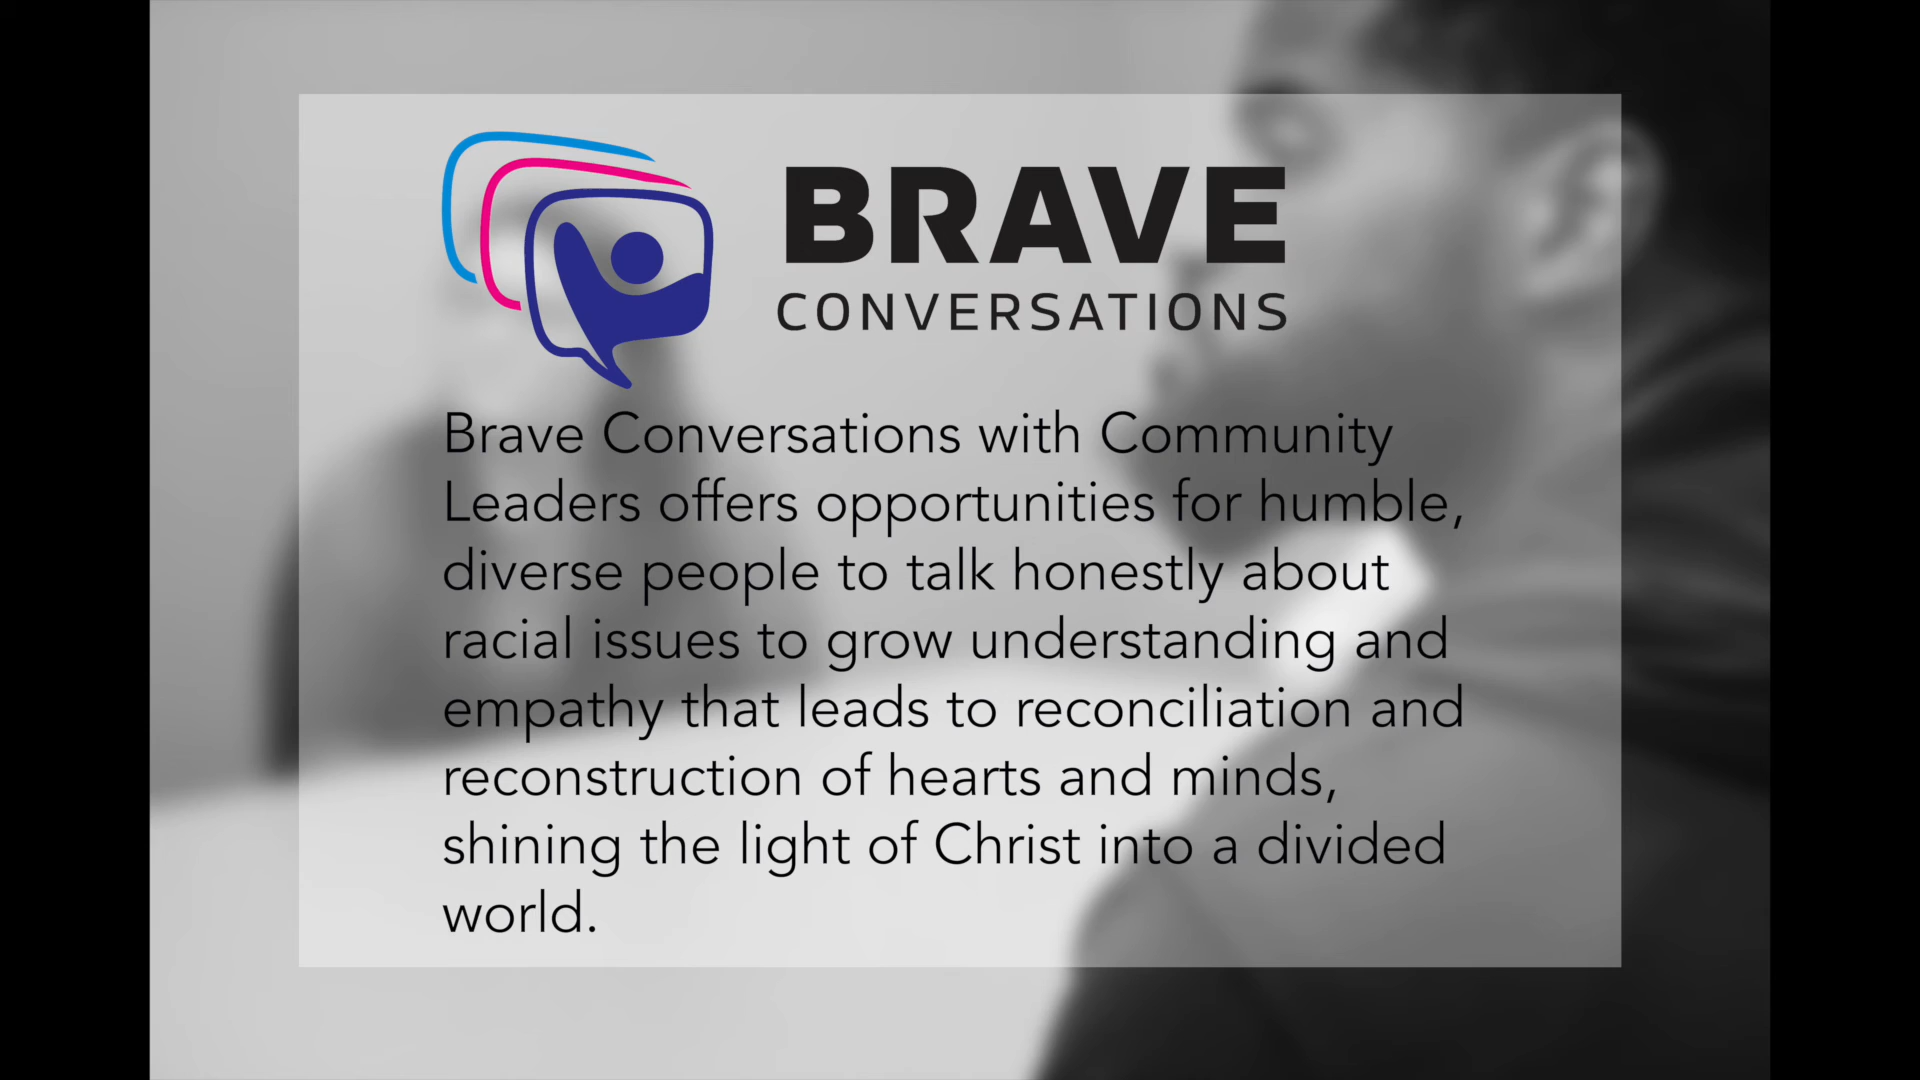 BRAVE
CONVERSATIONS
Brave Conversations with Community
Leaders offers opportunities for humble,
diverse people to talk honestly about
racial issues to grow understanding and
empathy that leads to reconciliation and
reconstruction of hearts and minds,
shining the light of Christ into a divided
world.